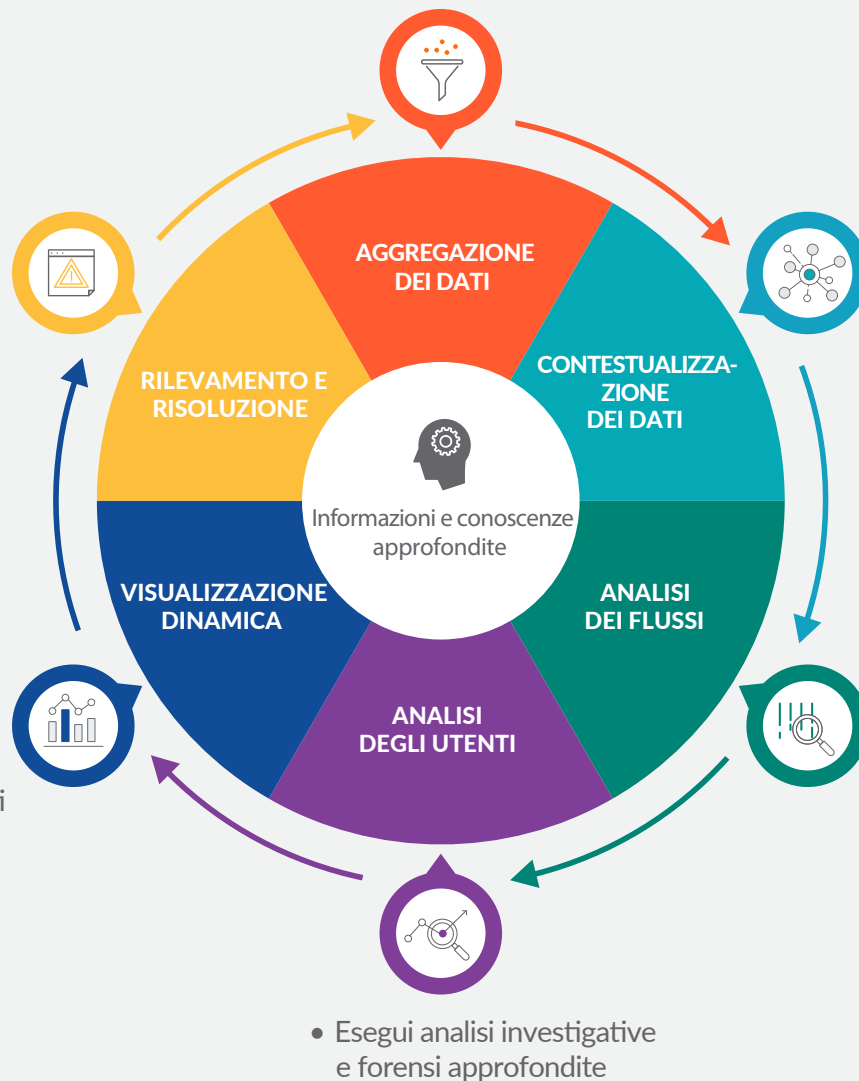 AGGREGAZIONE
DEI DATI
CONTESTUALIZZA-
ZIONE
DEI DATI
RILEVAMENTO E
RISOLUZIONE
Informazioni e conoscenze
approfondite
VISUALIZZAZIONE
DINAMICA
ANALISI
DEI FLUSSI
ANALISI
DEGLI UTENTI
i
• Esegui analisi investigative
e forensi approfondite